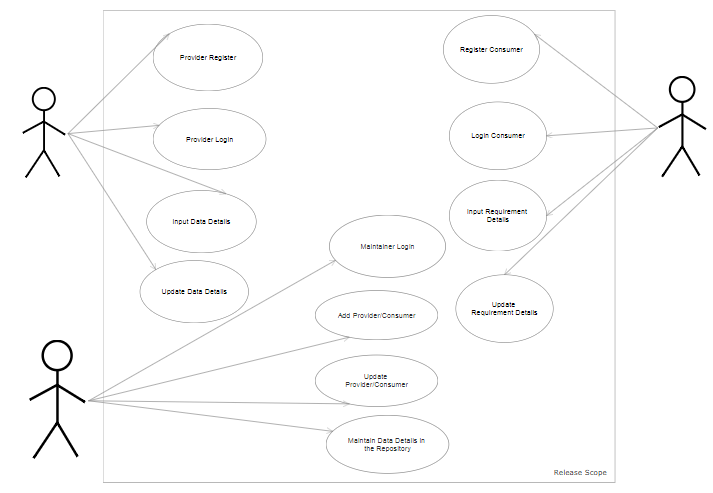 Provider Register
Provider Login
Input Data Details
Update Data Details
Register Consumer
Login Consumer
Input Requirement
Details
Update
Requirement Details
Maintainer Login
Add Provider/Consumer
Update
Provider/Consumer
Maintain Data Details in
the Repository
Release Scope